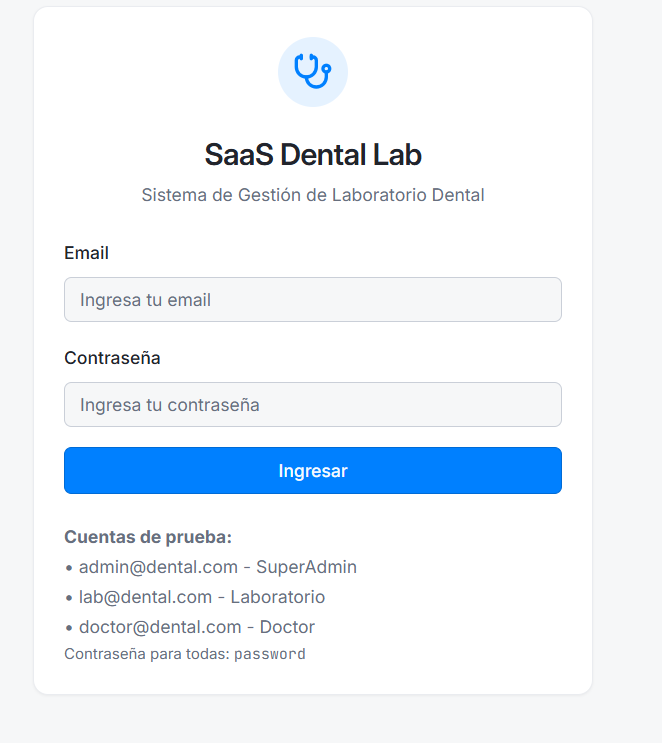 SaaS Dental Lab
Sistema de Gestión de Laboratorio Dental
Email
Ingresa tu email
Contraseña
Ingresa tu contraseña
Ingresar
Cuentas de prueba:
• admin@dental.com - SuperAdmin
• lab@dental.com - Laboratorio
• doctor@dental.com - Doctor
Contraseña para todas: password